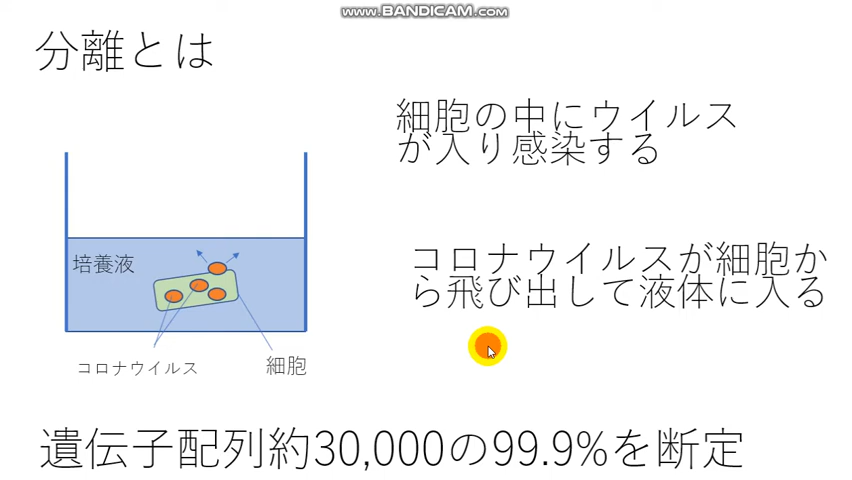 WWW.BANDICAM.COM
分離とは
細胞の中にウイルス
が入り感染する
培養液
コロナウイルスが細胞か
ら飛び出して液体に入る
コロナウイルス
細胞
遺伝子配列約30,000の99.9%を断定